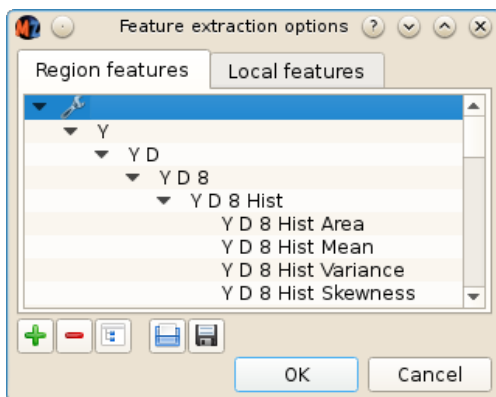 Feature extraction options
Region features Local features
Y
Y D
Y D 8
Y D 8 Hist
Y D 8 Hist Area
Y D 8 Hist Mean
Y D 8 Hist Variance
Y D 8 Hist Skewness
OK Cancel